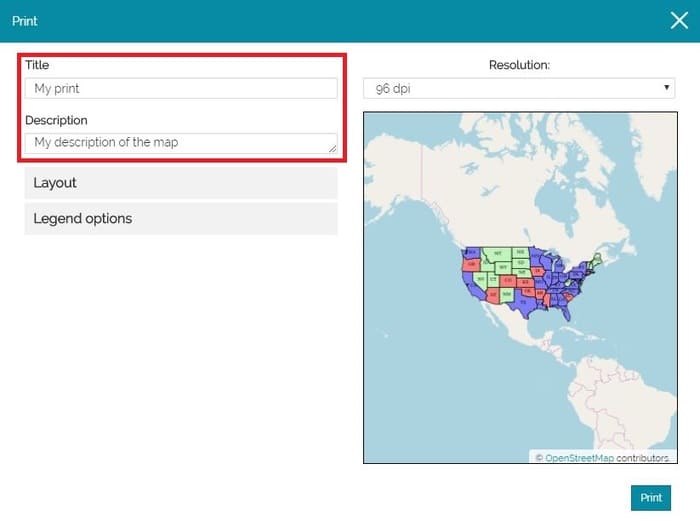 Print
Title
My print
Description
My description of the map
Layout
Legend options
Resolution:
96 dpi
© OpenStreetMap contributors.
Print